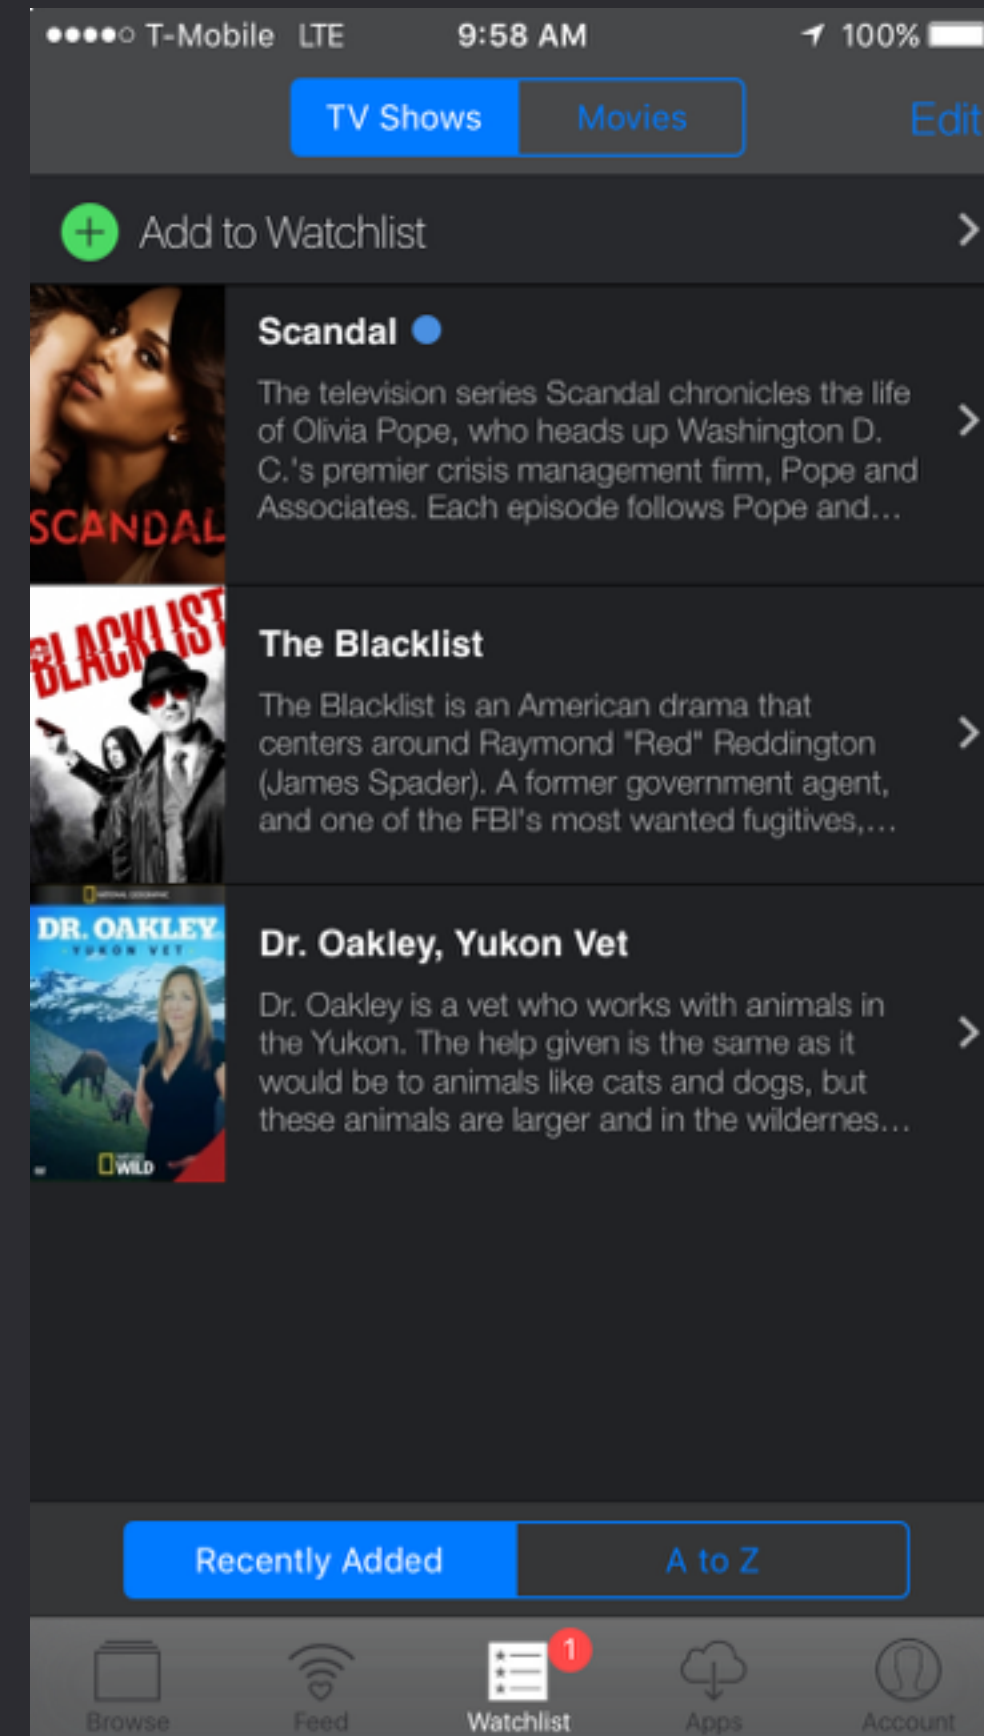 T-Mobile LTE 9:58 AM 100%
TV Shows Movies Edit
Add to Watchlist
SCANDAL
Scandal
The television series Scandal chronicles the life
of Olivia Pope, who heads up Washington D.
C.'s premier crisis management firm, Pope and
Associates. Each episode follows Pope and...
BLACKLIST
The Blacklist
The Blacklist is an American drama that
centers around Raymond "Red" Reddington
(James Spader). A former government agent,
and one of the FBI's most wanted fugitives,...
NATIONAL GEOGRAPHIC
DR. OAKLEY
YUKON VET
WILD
Dr. Oakley, Yukon Vet
Dr. Oakley is a vet who works with animals in
the Yukon. The help given is the same as it
would be to animals like cats and dogs, but
these animals are larger and in the wildernes...
Recently Added A to Z
1
Browse Feed Watchlist Apps Account